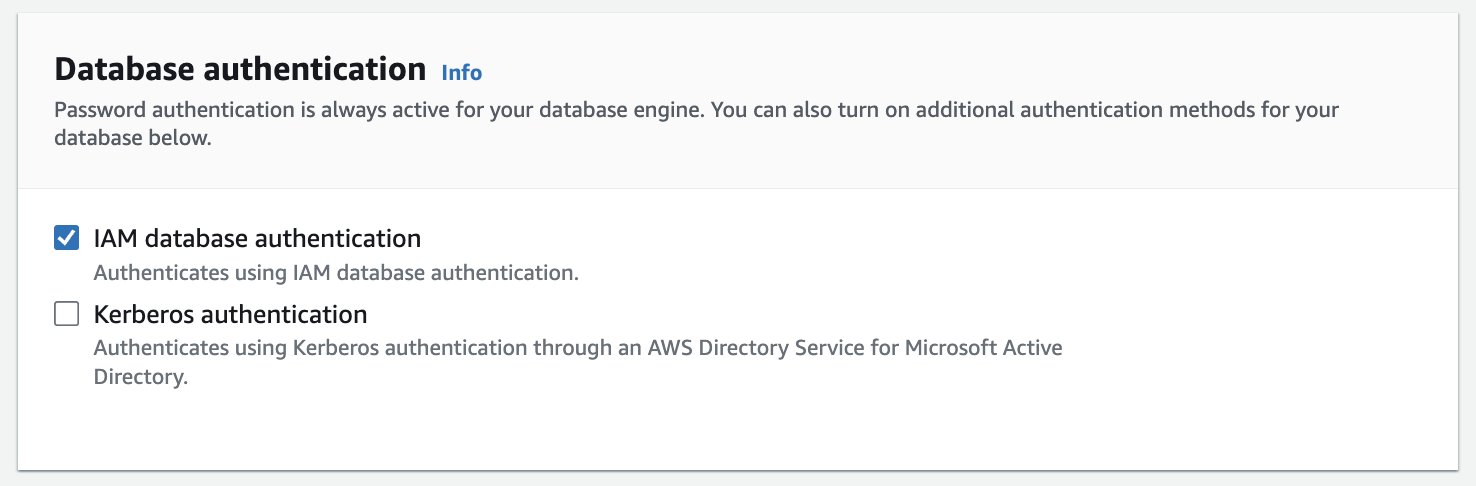 Database authentication Info
Password authentication is always active for your database engine. You can also turn on additional authentication methods for your
database below.
IAM database authentication
Authenticates using IAM database authentication.
Kerberos authentication
Authenticates using Kerberos authentication through an AWS Directory Service for Microsoft Active
Directory.